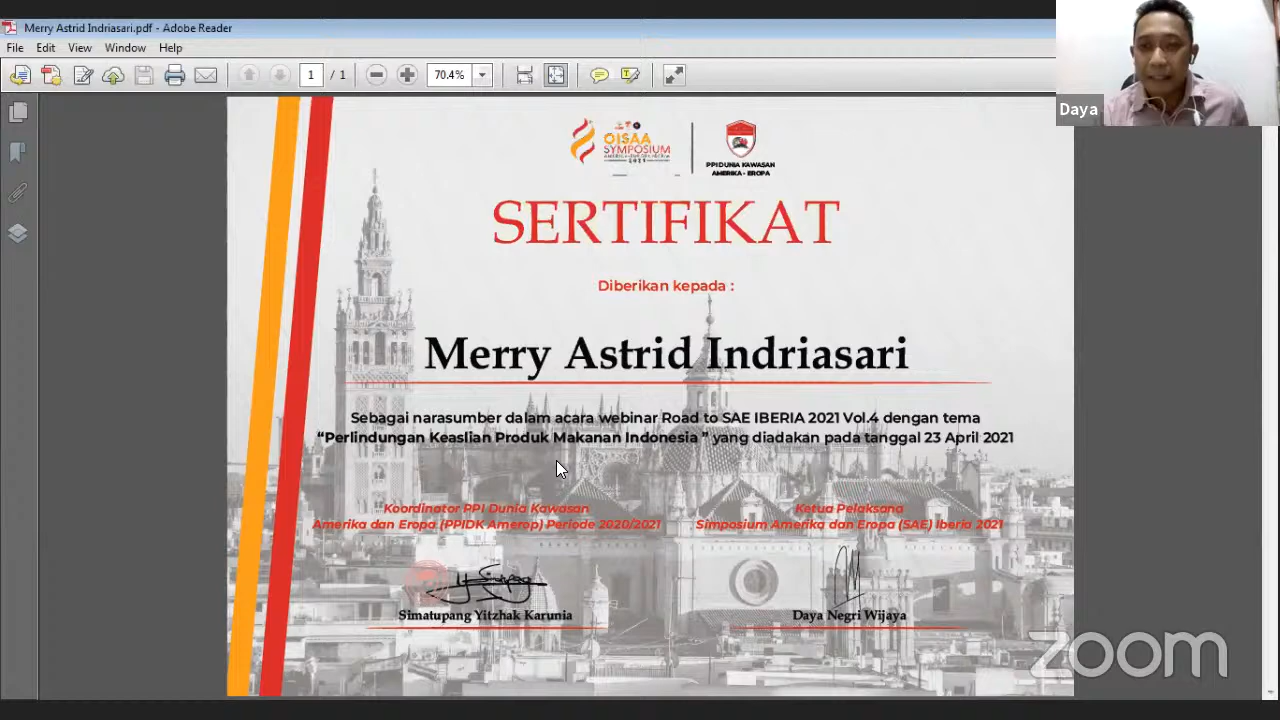 Merry Astrid Indriasari.pdf - Adobe Reader
File Edit View Window Help
1 / 1
70.4%
Daya
OISAA
SYMPOSIUM
2021
PPI DUNIA KAWASAN
AMERIKA - EROPA
SERTIFIKAT
Diberikan kepada :
Merry Astrid Indriasari
Sebagai narasumber dalam acara webinar Road to SAE IBERIA 2021 Vol.4 dengan tema
“Perlindungan Keaslian Produk Makanan Indonesia ” yang diadakan pada tanggal 23 April 2021
Koordinator PPI Dunia Kawasan
Amerika dan Eropa (PPIDK Amerop) Periode 2020/2021
Simatupang Yitzhak Karunia
Ketua Pelaksana
Simposium Amerika dan Eropa (SAE) Iberia 2021
Daya Negri Wijaya
zoom